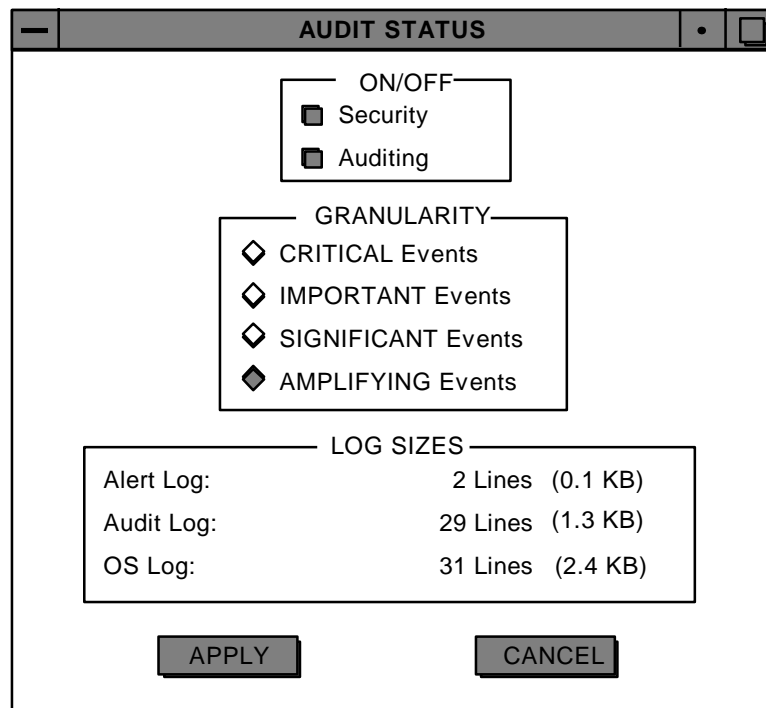 AUDIT STATUS
ON/OFF
Security
Auditing
GRANULARITY
CRITICAL Events
IMPORTANT Events
SIGNIFICANT Events
AMPLIFYING Events
LOG SIZES
Alert Log: 2 Lines (0.1 KB)
Audit Log: 29 Lines (1.3 KB)
OS Log: 31 Lines (2.4 KB)
APPLY CANCEL